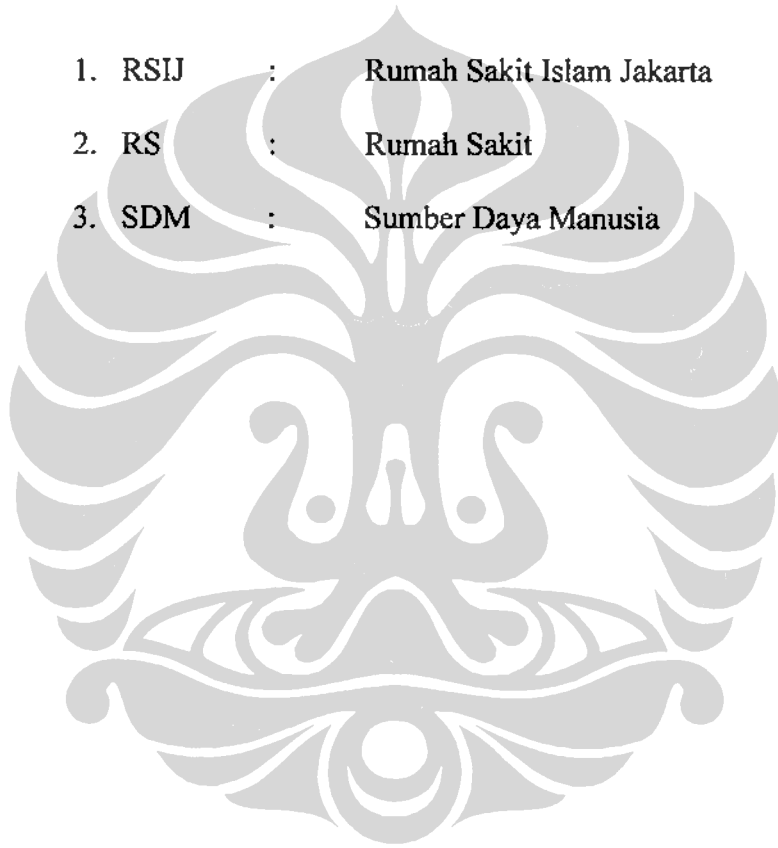 1. RSIJ : Rumah Sakit Islam Jakarta
2. RS : Rumah Sakit
3. SDM : Sumber Daya Manusia